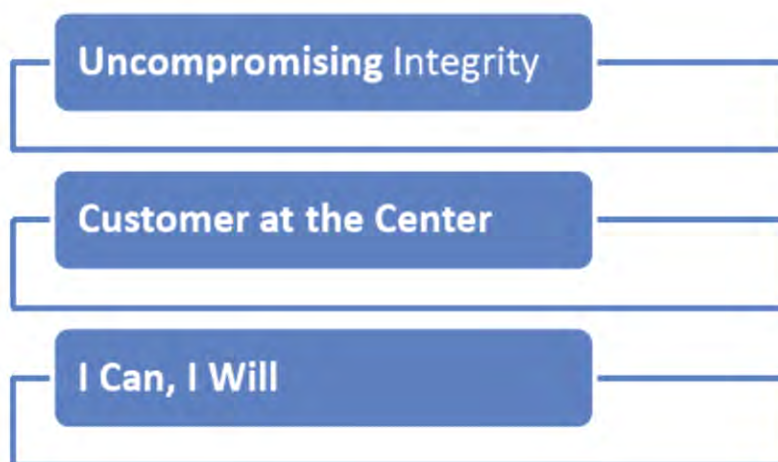 Uncompromising Integrity
Customer at the Center
I Can, I Will